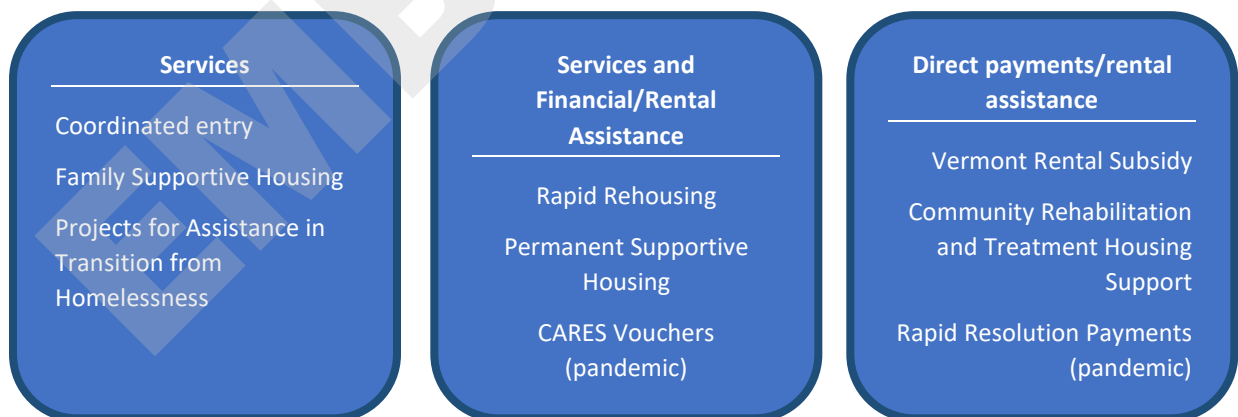 Services
Coordinated entry
Family Supportive Housing
Projects for Assistance in
Transition from
Homelessness
Services and
Financial/Rental
Assistance
Rapid Rehousing
Permanent Supportive
Housing
CARES Vouchers
(pandemic)
Direct payments/rental
assistance
Vermont Rental Subsidy
Community Rehabilitation
and Treatment Housing
Support
Rapid Resolution Payments
(pandemic)